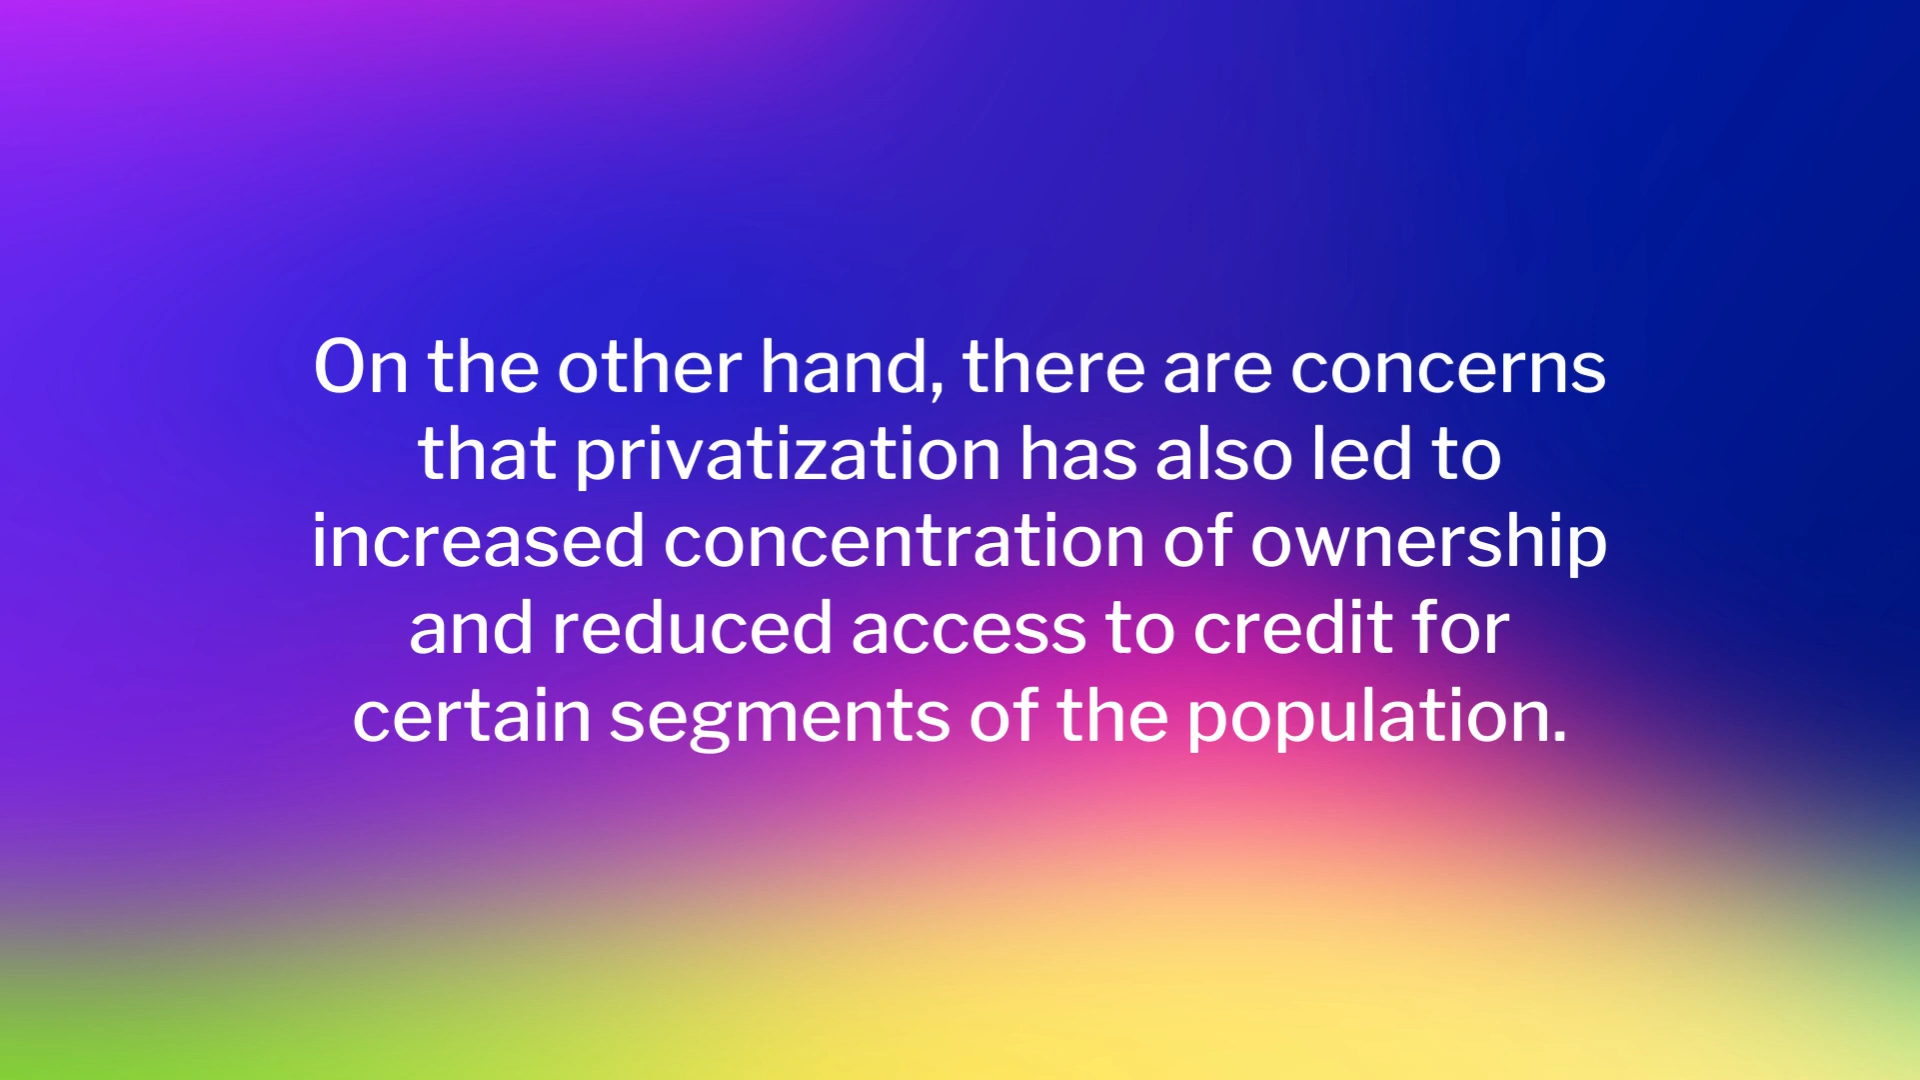 On the other hand, there are concerns
that privatization has also led to
increased concentration of ownership
and reduced access to credit for
certain segments of the population.